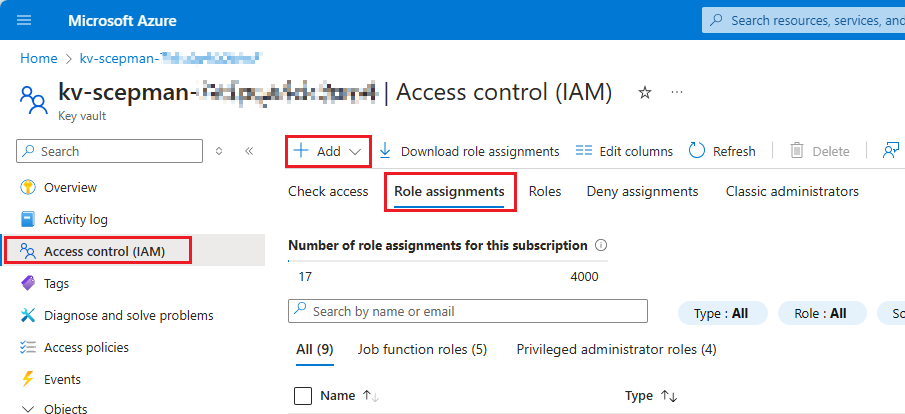 Microsoft Azure
Search resources, services, and
Home > kv-scepman-
kv-scepman- | Access control (IAM)
Key vault
Search
Add
Download role assignments
Edit columns
Refresh
Delete
Overview
Activity log
Access control (IAM)
Tags
Diagnose and solve problems
Access policies
Events
Objects
Check access
Role assignments
Roles
Deny assignments
Classic administrators
Number of role assignments for this subscription
17 4000
Search by name or email
Type : All
Role : All
All (9)
Job function roles (5)
Privileged administrator roles (4)
Name
Type